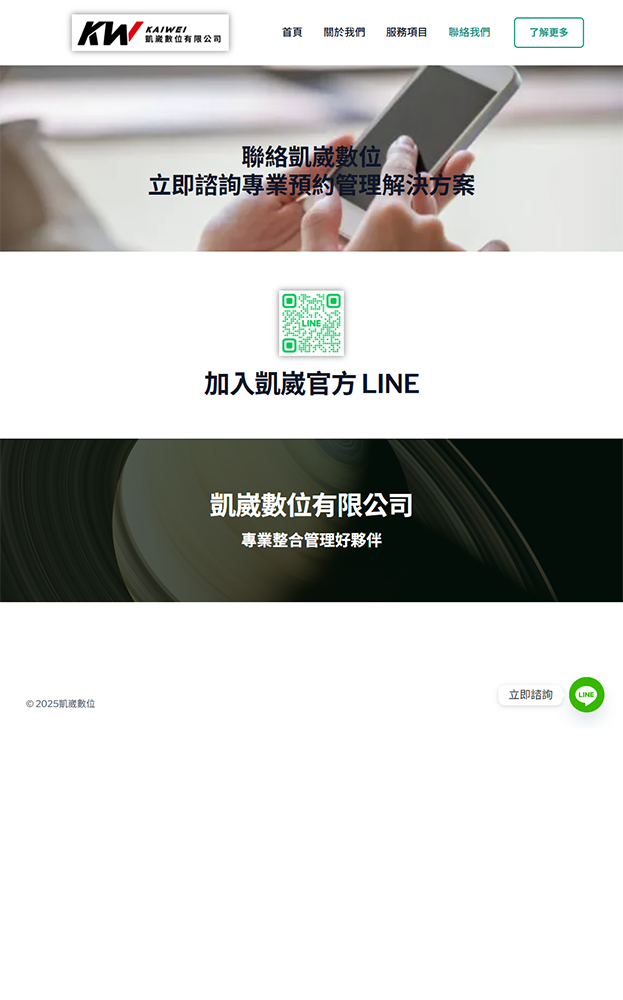 KW KAIWEI
凱崴數位有限公司
首頁 關於我們 服務項目 聯絡我們 了解更多
聯絡凱崴數位
立即諮詢專業預約管理解決方案
LINE
加入凱崴官方 LINE
凱崴數位有限公司
專業整合管理好夥伴
立即諮詢 LINE
© 2025凱崴數位